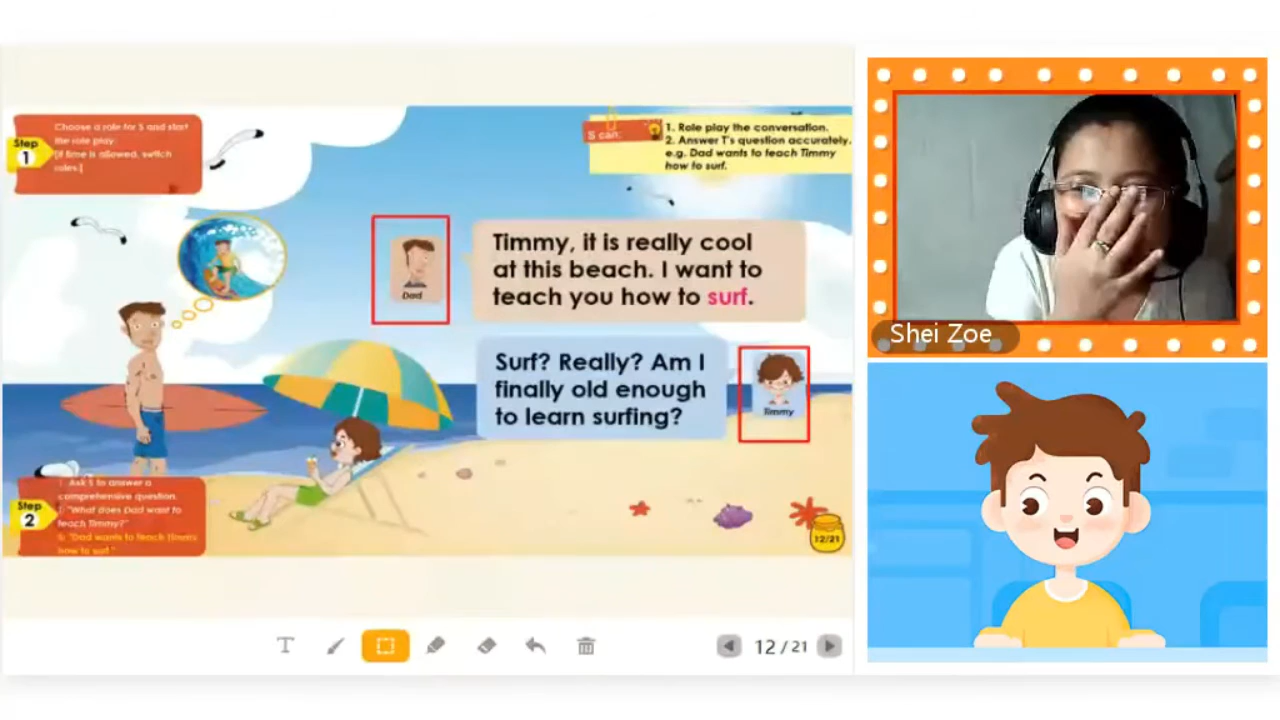 Step
1
Choose a role for S and start
the role play.
[If time is allowed, switch
roles.]
S can:
1. Role play the conversation.
2. Answer T's question accurately.
e.g. Dad wants to teach Timmy
how to surf.
Dad
Timmy, it is really cool
at this beach. I want to
teach you how to surf.
Surf? Really? Am I
finally old enough
to learn surfing?
Timmy
Step
2
1. Ask S to answer a
comprehensive question.
T: "What does Dad want to
teach Timmy?"
S: "Dad wants to teach Timmy
how to surf."
12/21
T
12 / 21
Shei Zoe